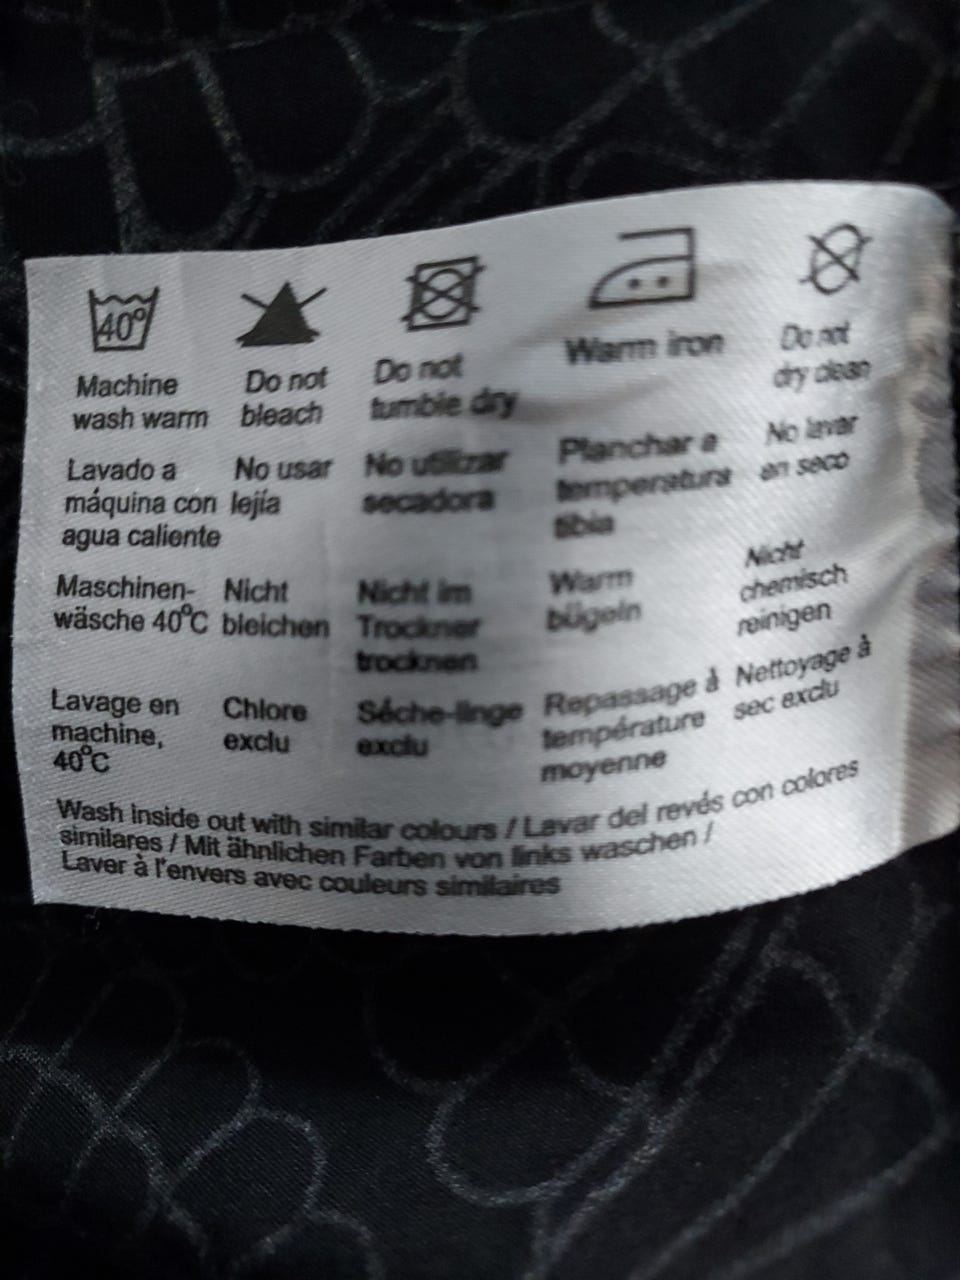 40°
Machine
wash warm
Lavado a
máquina con
agua caliente
Maschinen-
wäsche 40°C
Lavage en
machine,
40°C
Do not
bleach
No usar
lejía
Nicht
bleichen
Chlore
exclu
Do not
tumble dry
No utilizar
secadora
Nicht im
Trockner
trocknen
Séche-linge
exclu
Warm iron
Planchar a
temperatura
tibia
Warm
bügeln
Repassage à
température
moyenne
Do not
dry clean
No lavar
en seco
Nicht
chemisch
reinigen
Nettoyage à
sec exclu
Wash inside out with similar colours / Lavar del revés con colores
similares / Mit ähnlichen Farben von links waschen /
Laver à l'envers avec couleurs similaires